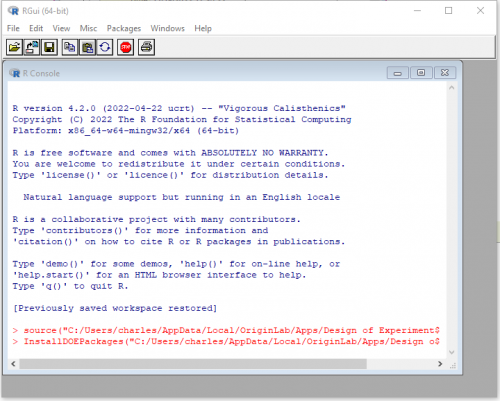 RGui (64-bit)
File Edit View Misc Packages Windows Help
STOP
R Console
R version 4.2.0 (2022-04-22 ucrt) -- "Vigorous Calisthenics"
Copyright (C) 2022 The R Foundation for Statistical Computing
Platform: x86_64-w64-mingw32/x64 (64-bit)
R is free software and comes with ABSOLUTELY NO WARRANTY.
You are welcome to redistribute it under certain conditions.
Type 'license()' or 'licence()' for distribution details.
Natural language support but running in an English locale
R is a collaborative project with many contributors.
Type 'contributors()' for more information and
'citation()' on how to cite R or R packages in publications.
Type 'demo()' for some demos, 'help()' for on-line help, or
'help.start()' for an HTML browser interface to help.
Type 'q()' to quit R.
[Previously saved workspace restored]
> source("C:/Users/charles/AppData/Local/OriginLab/Apps/Design of Experiment$
> InstallDOEPackages("C:/Users/charles/AppData/Local/OriginLab/Apps/Design o$